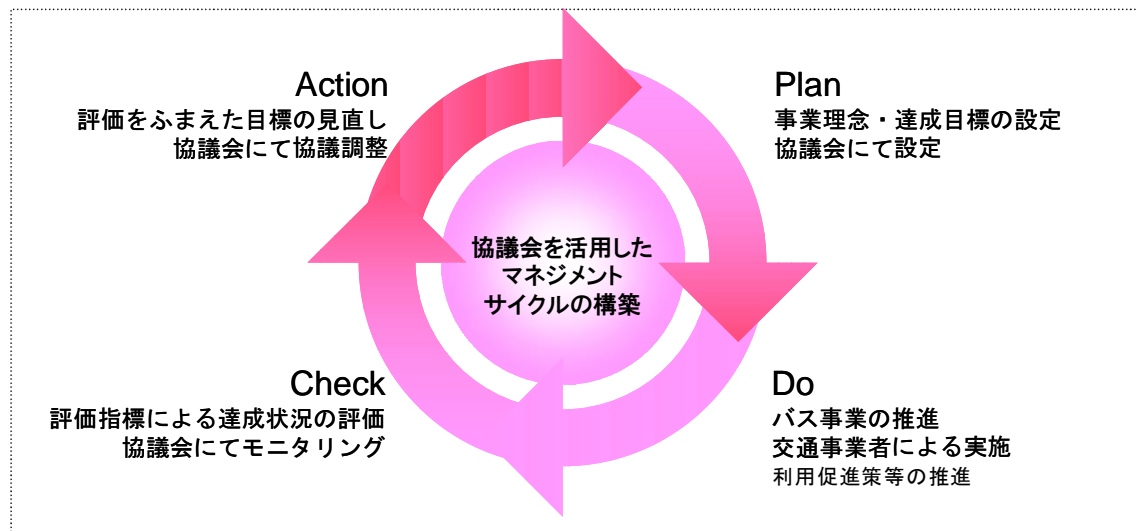 Action
評価をふまえた目標の見直し
協議会にて協議調整
Plan
事業理念・達成目標の設定
協議会にて設定
協議会を活用した
マネジメント
サイクルの構築
Check
評価指標による達成状況の評価
協議会にてモニタリング
Do
バス事業の推進
交通事業者による実施
利用促進策等の推進